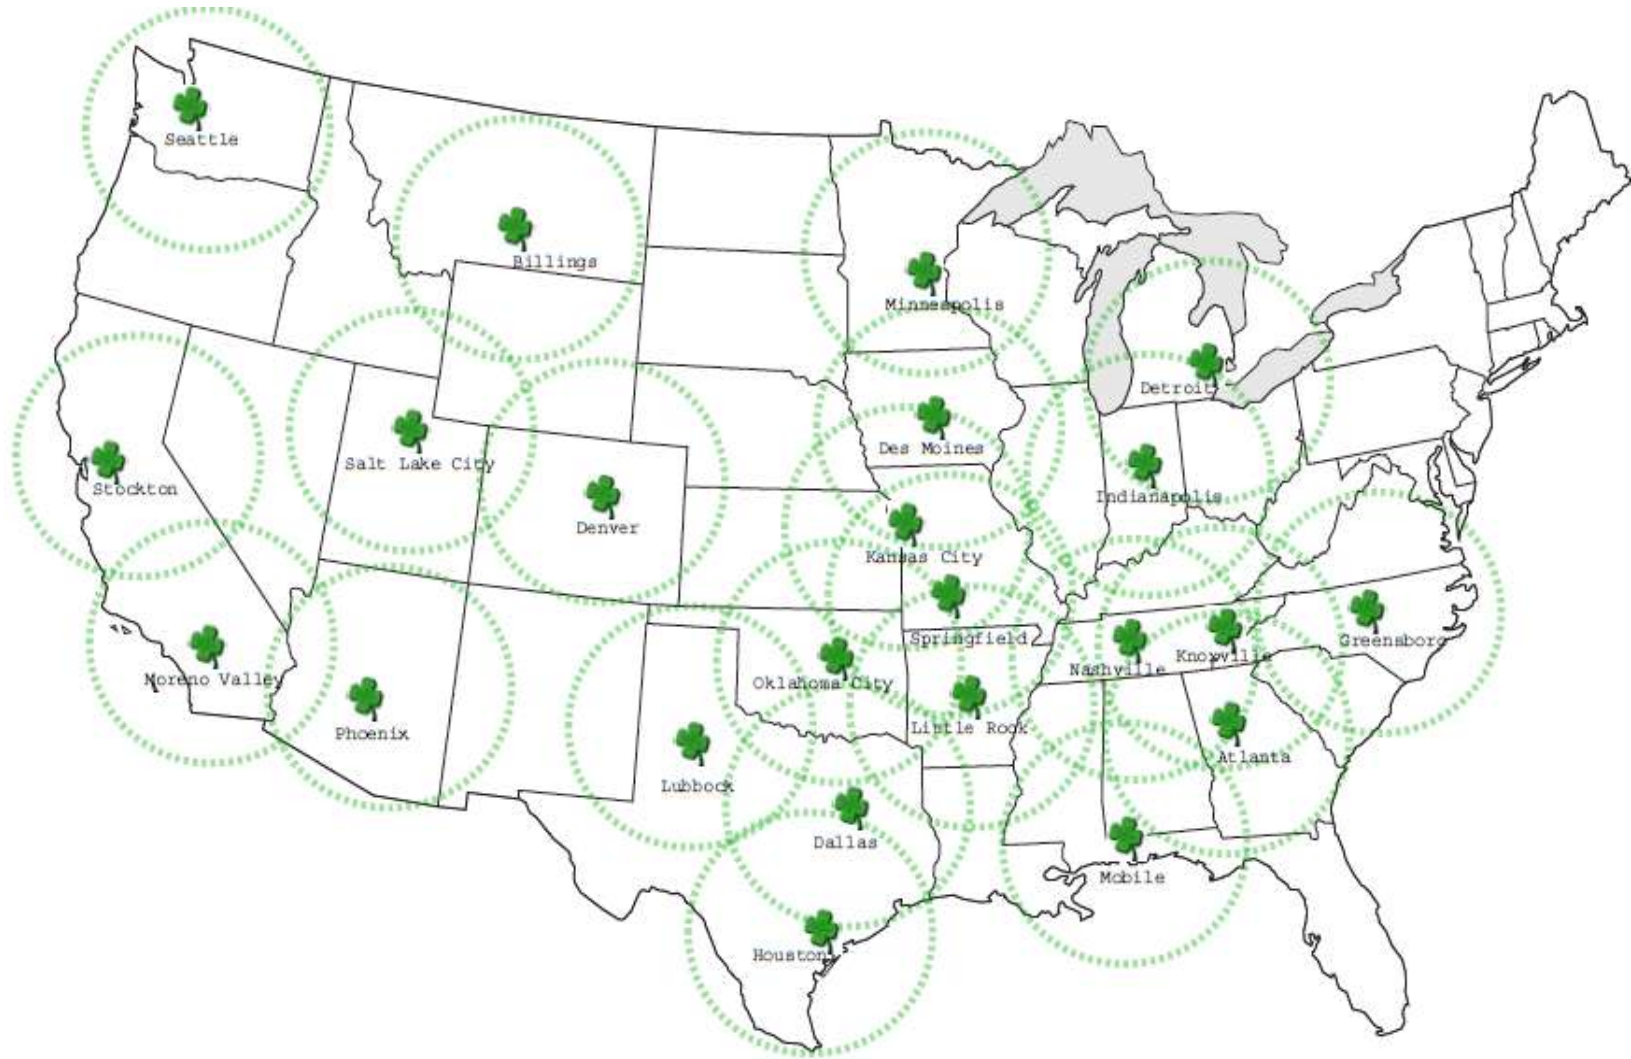 Seattle
Billings
Minneapolis
Detroit
Des Moines
Salt Lake City
Stockton
Indianapolis
Denver
Kansas City
Springfield
Greensboro
Nashville
Knoxville
Moreno Valley
Oklahoma City
Little Rock
Phoenix
Atlanta
Lubbock
Dallas
Mobile
Houston